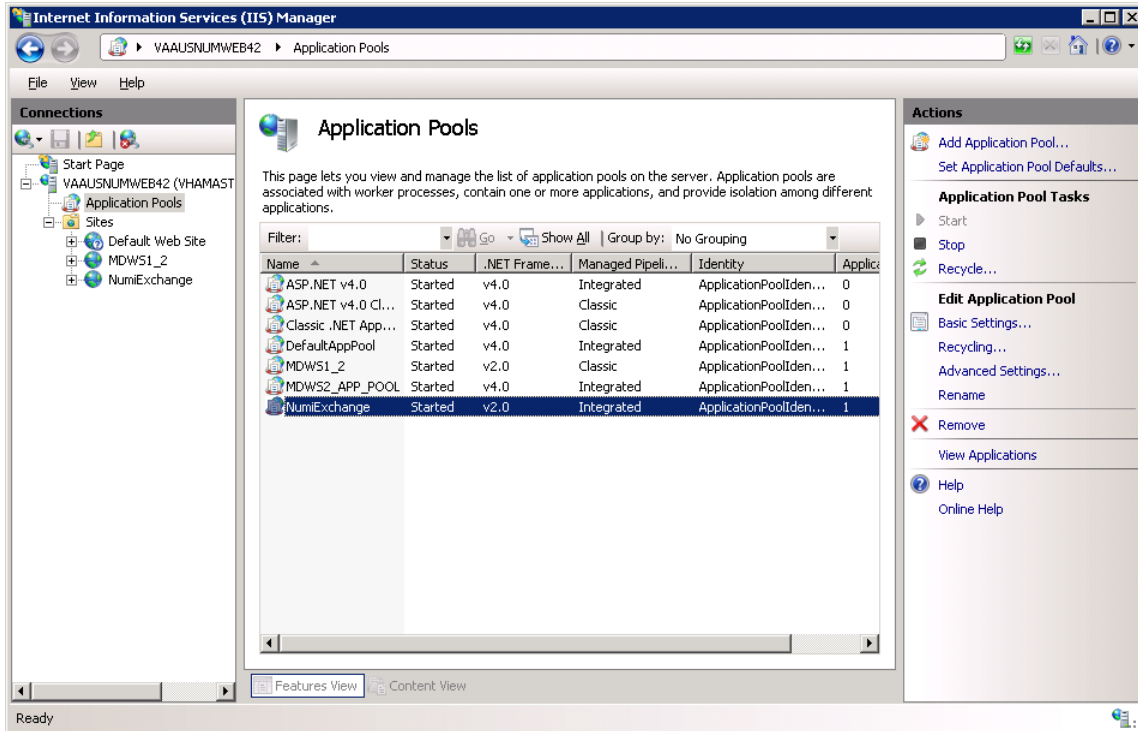 Internet Information Services (IIS) Manager
VAAUSNUMWEB42 Application Pools
File View Help
Connections
Start Page
VAAUSNUMWEB42 (VHAMAST
Application Pools
Sites
Default Web Site
MDWS1_2
NumiExchange
Application Pools
This page lets you view and manage the list of application pools on the server. Application pools are
associated with worker processes, contain one or more applications, and provide isolation among different
applications.
Filter: Go Show All Group by: No Grouping
Name Status .NET Frame... Managed Pipeli... Identity Applica
ASP.NET v4.0 Started v4.0 Integrated ApplicationPoolIden... 0
ASP.NET v4.0 Cl... Started v4.0 Classic ApplicationPoolIden... 0
Classic .NET App... Started v4.0 Classic ApplicationPoolIden... 0
DefaultAppPool Started v4.0 Integrated ApplicationPoolIden... 1
MDWS1_2 Started v2.0 Classic ApplicationPoolIden... 1
MDWS2_APP_POOL Started v4.0 Integrated ApplicationPoolIden... 1
NumiExchange Started v2.0 Integrated ApplicationPoolIden... 1
Features View Content View
Actions
Add Application Pool...
Set Application Pool Defaults...
Application Pool Tasks
Start
Stop
Recycle...
Edit Application Pool
Basic Settings...
Recycling...
Advanced Settings...
Rename
Remove
View Applications
Help
Online Help
Ready